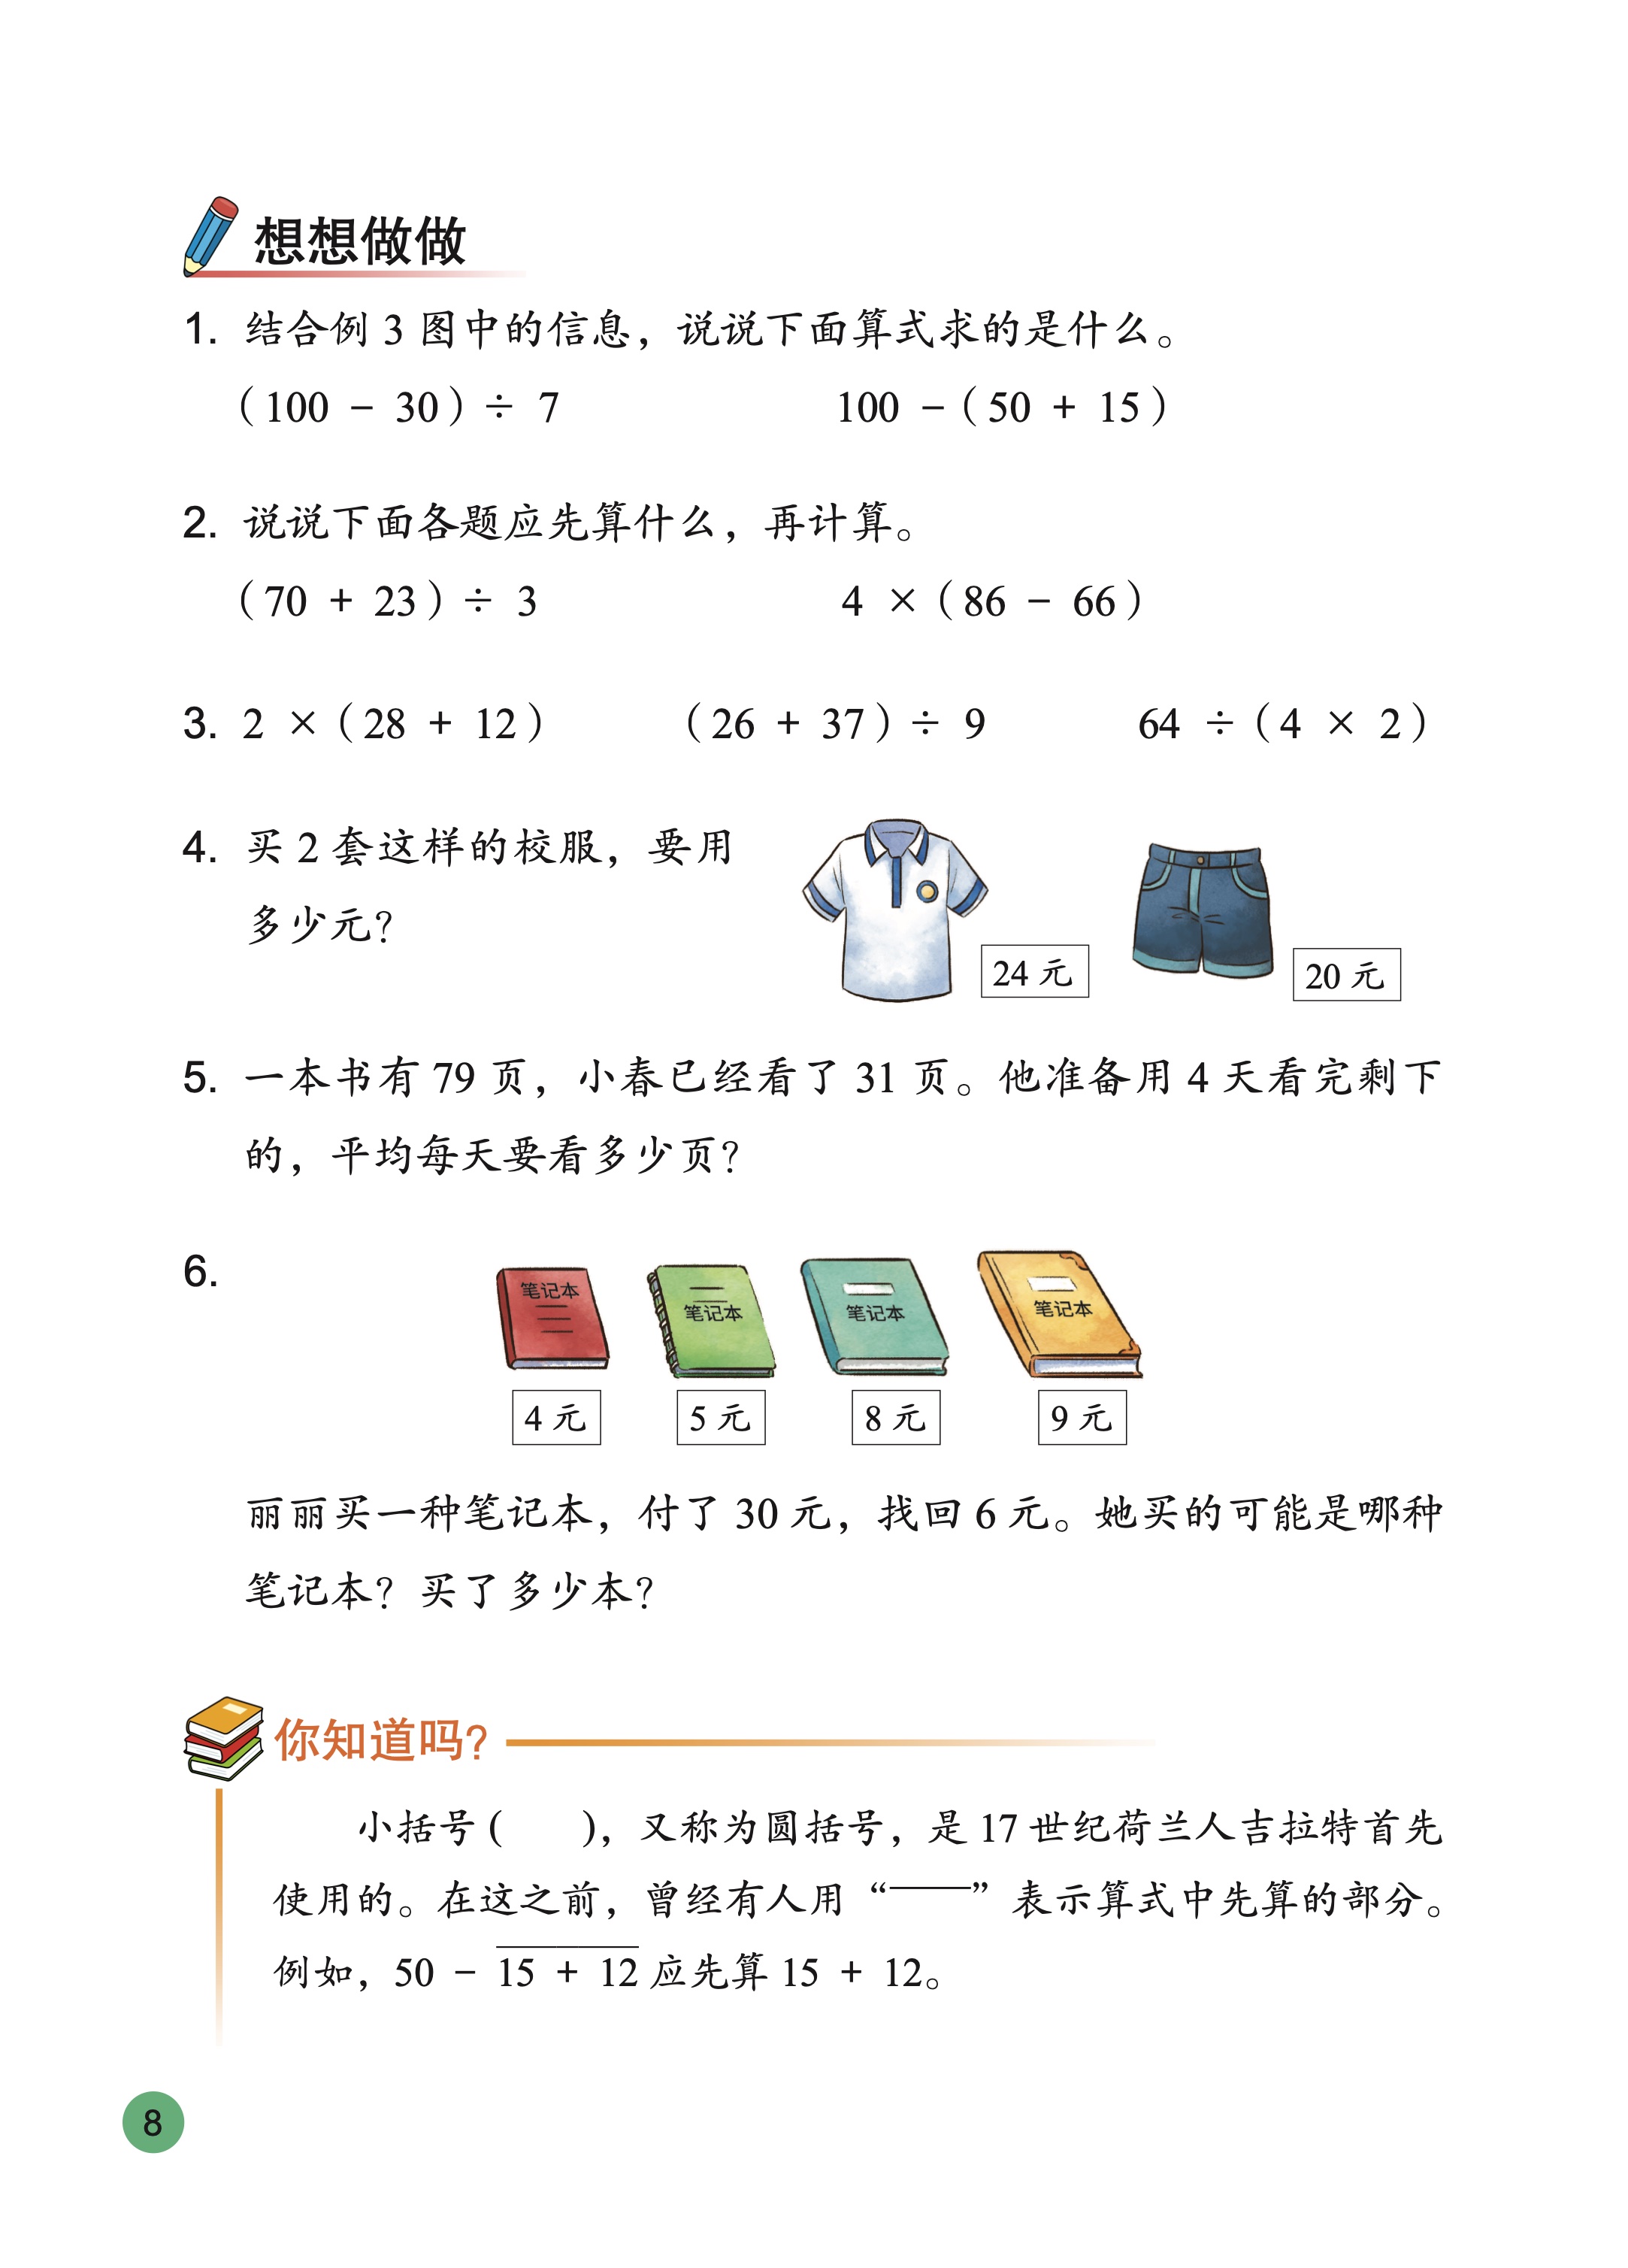 想想做做
1. 结合例 3 图中的信息，说说下面算式求的是什么。
（100 - 30）÷ 7 100 -（50 + 15）
2. 说说下面各题应先算什么，再计算。
（70 + 23）÷ 3 4 ×（86 - 66）
3. 2 ×（28 + 12） （26 + 37）÷ 9 64 ÷（4 × 2）
4. 买 2 套这样的校服，要用
多少元？
24 元 20 元
5. 一本书有 79 页，小春已经看了 31 页。他准备用 4 天看完剩下
的，平均每天要看多少页？
6.
笔记本 笔记本 笔记本 笔记本
4 元 5 元 8 元 9 元
丽丽买一种笔记本，付了 30 元，找回 6 元。她买的可能是哪种
笔记本？买了多少本？
你知道吗？
小括号（ ），又称为圆括号，是 17 世纪荷兰人吉拉特首先
使用的。在这之前，曾经有人用“——”表示算式中先算的部分。
例如，50 - 15 + 12 应先算 15 + 12。
8